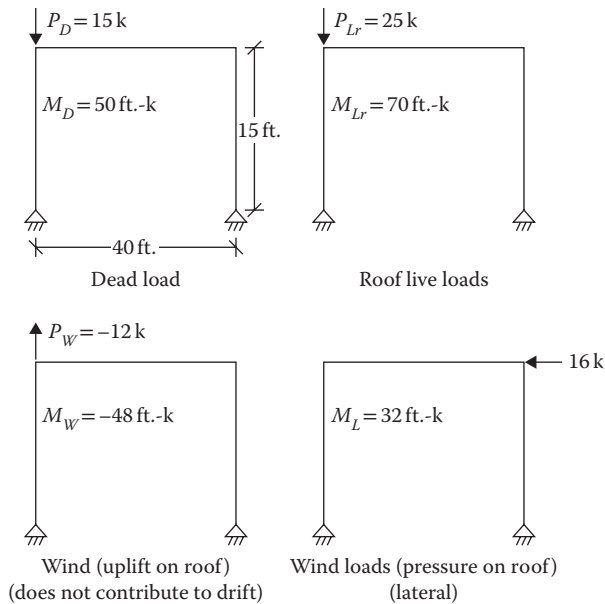 P_D = 15 k
P_Lr = 25 k
M_D = 50 ft.-k
15 ft.
M_Lr = 70 ft.-k
40 ft.
Dead load
Roof live loads
P_W = –12 k
16 k
M_W = –48 ft.-k
M_L = 32 ft.-k
Wind (uplift on roof)
(does not contribute to drift)
Wind loads (pressure on roof)
(lateral)